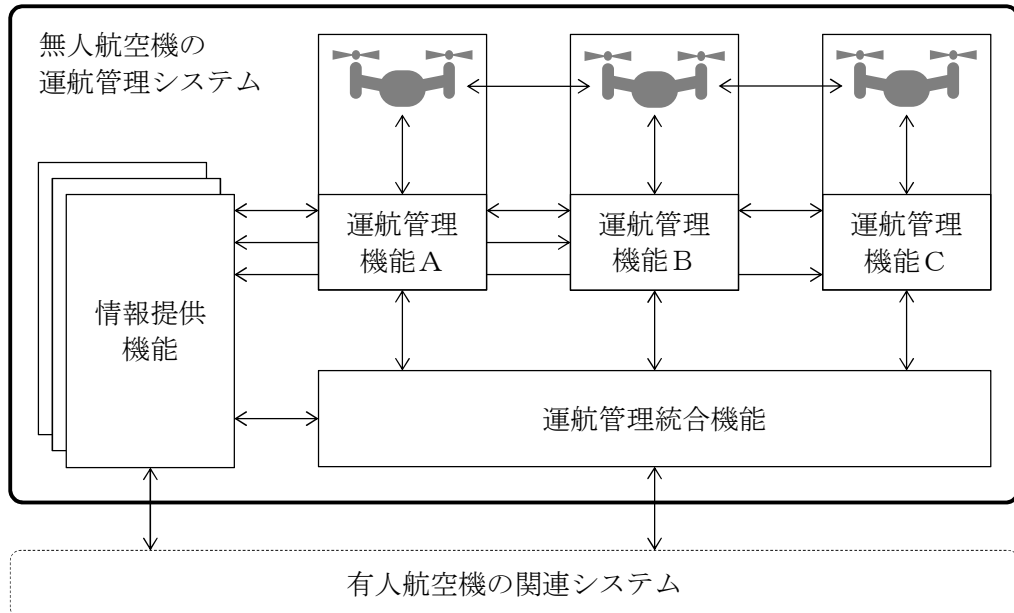 無人航空機の
運航管理システム
運航管理
機能A
運航管理
機能B
運航管理
機能C
情報提供
機能
運航管理統合機能
有人航空機の関連システム